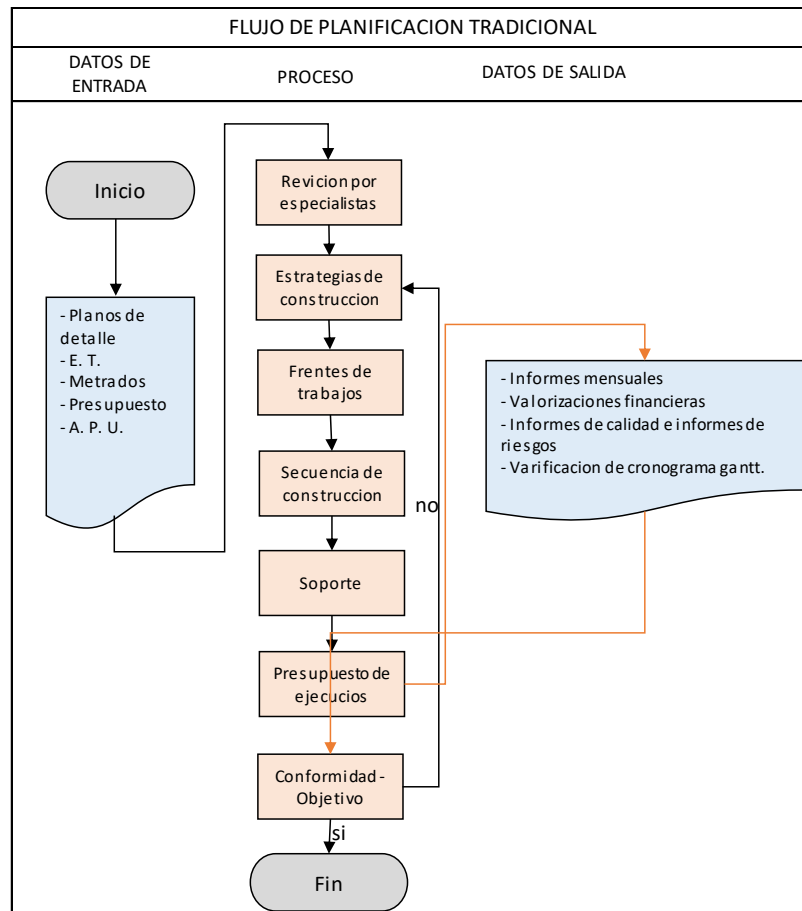 FLUJO DE PLANIFICACION TRADICIONAL
DATOS DE
ENTRADA
PROCESO
DATOS DE SALIDA
Inicio
- Planos de
detalle
- E. T.
- Metrados
- Presupuesto
- A. P. U.
Revicion por
especialistas
Estrategias de
construccion
Frentes de
trabajos
Secuencia de
construccion
no
Soporte
Presupuesto de
ejecucios
Conformidad -
Objetivo
si
Fin
- Informes mensuales
- Valorizaciones financieras
- Informes de calidad e informes de
riesgos
- Varificacion de cronograma gantt.